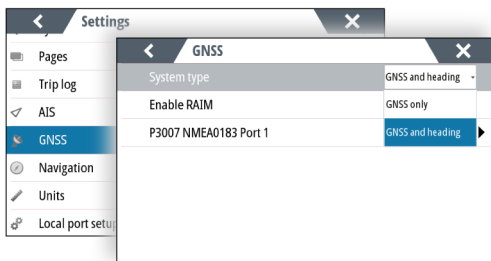 Settings
Pages
Trip log
AIS
GNSS
Navigation
Units
Local port setup
GNSS
System type
GNSS and heading
Enable RAIM
GNSS only
P3007 NMEA0183 Port 1
GNSS and heading